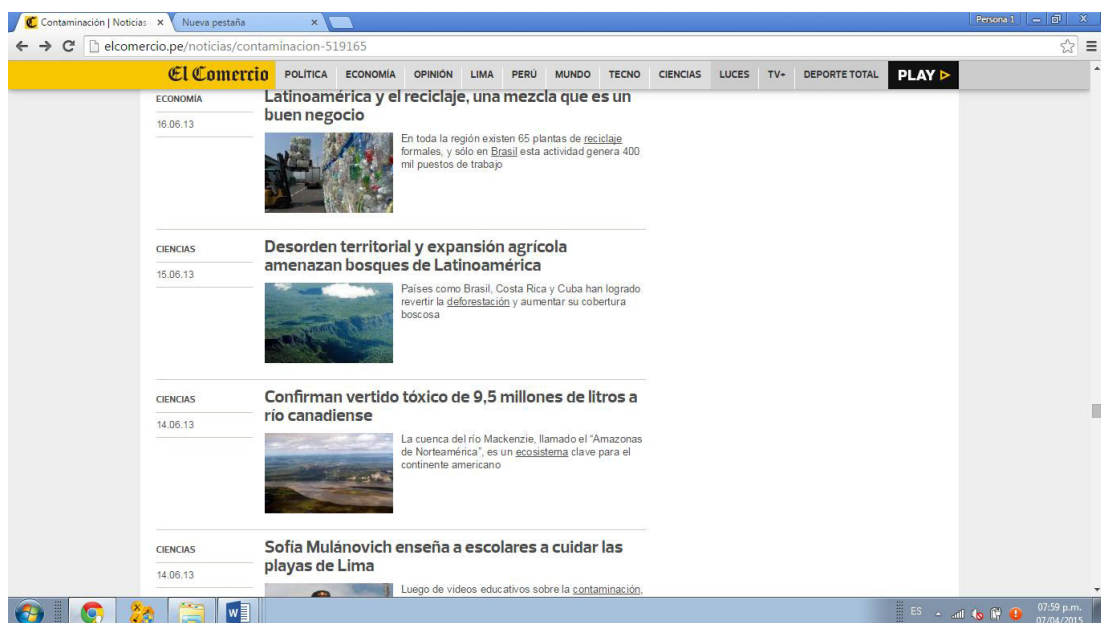 Contaminación | Noticias
Nueva pestaña
Persona 1
elcomercio.pe/noticias/contaminacion-519165
El Comercio POLÍTICA ECONOMÍA OPINIÓN LIMA PERÚ MUNDO TECNO CIENCIAS LUCES TV+ DEPORTE TOTAL PLAY
ECONOMÍA
16.06.13
Latinoamérica y el reciclaje, una mezcla que es un
buen negocio
En toda la región existen 65 plantas de reciclaje
formales, y sólo en Brasil esta actividad genera 400
mil puestos de trabajo
CIENCIAS
15.06.13
Desorden territorial y expansión agrícola
amenazan bosques de Latinoamérica
Países como Brasil, Costa Rica y Cuba han logrado
revertir la deforestación y aumentar su cobertura
boscosa
CIENCIAS
14.06.13
Confirman vertido tóxico de 9,5 millones de litros a
río canadiense
La cuenca del río Mackenzie, llamado el “Amazonas
de Norteamérica”, es un ecosistema clave para el
continente americano
CIENCIAS
14.06.13
Sofía Mulánovich enseña a escolares a cuidar las
playas de Lima
Luego de videos educativos sobre la contaminación,
ES
07:59 p.m.
07/04/2015